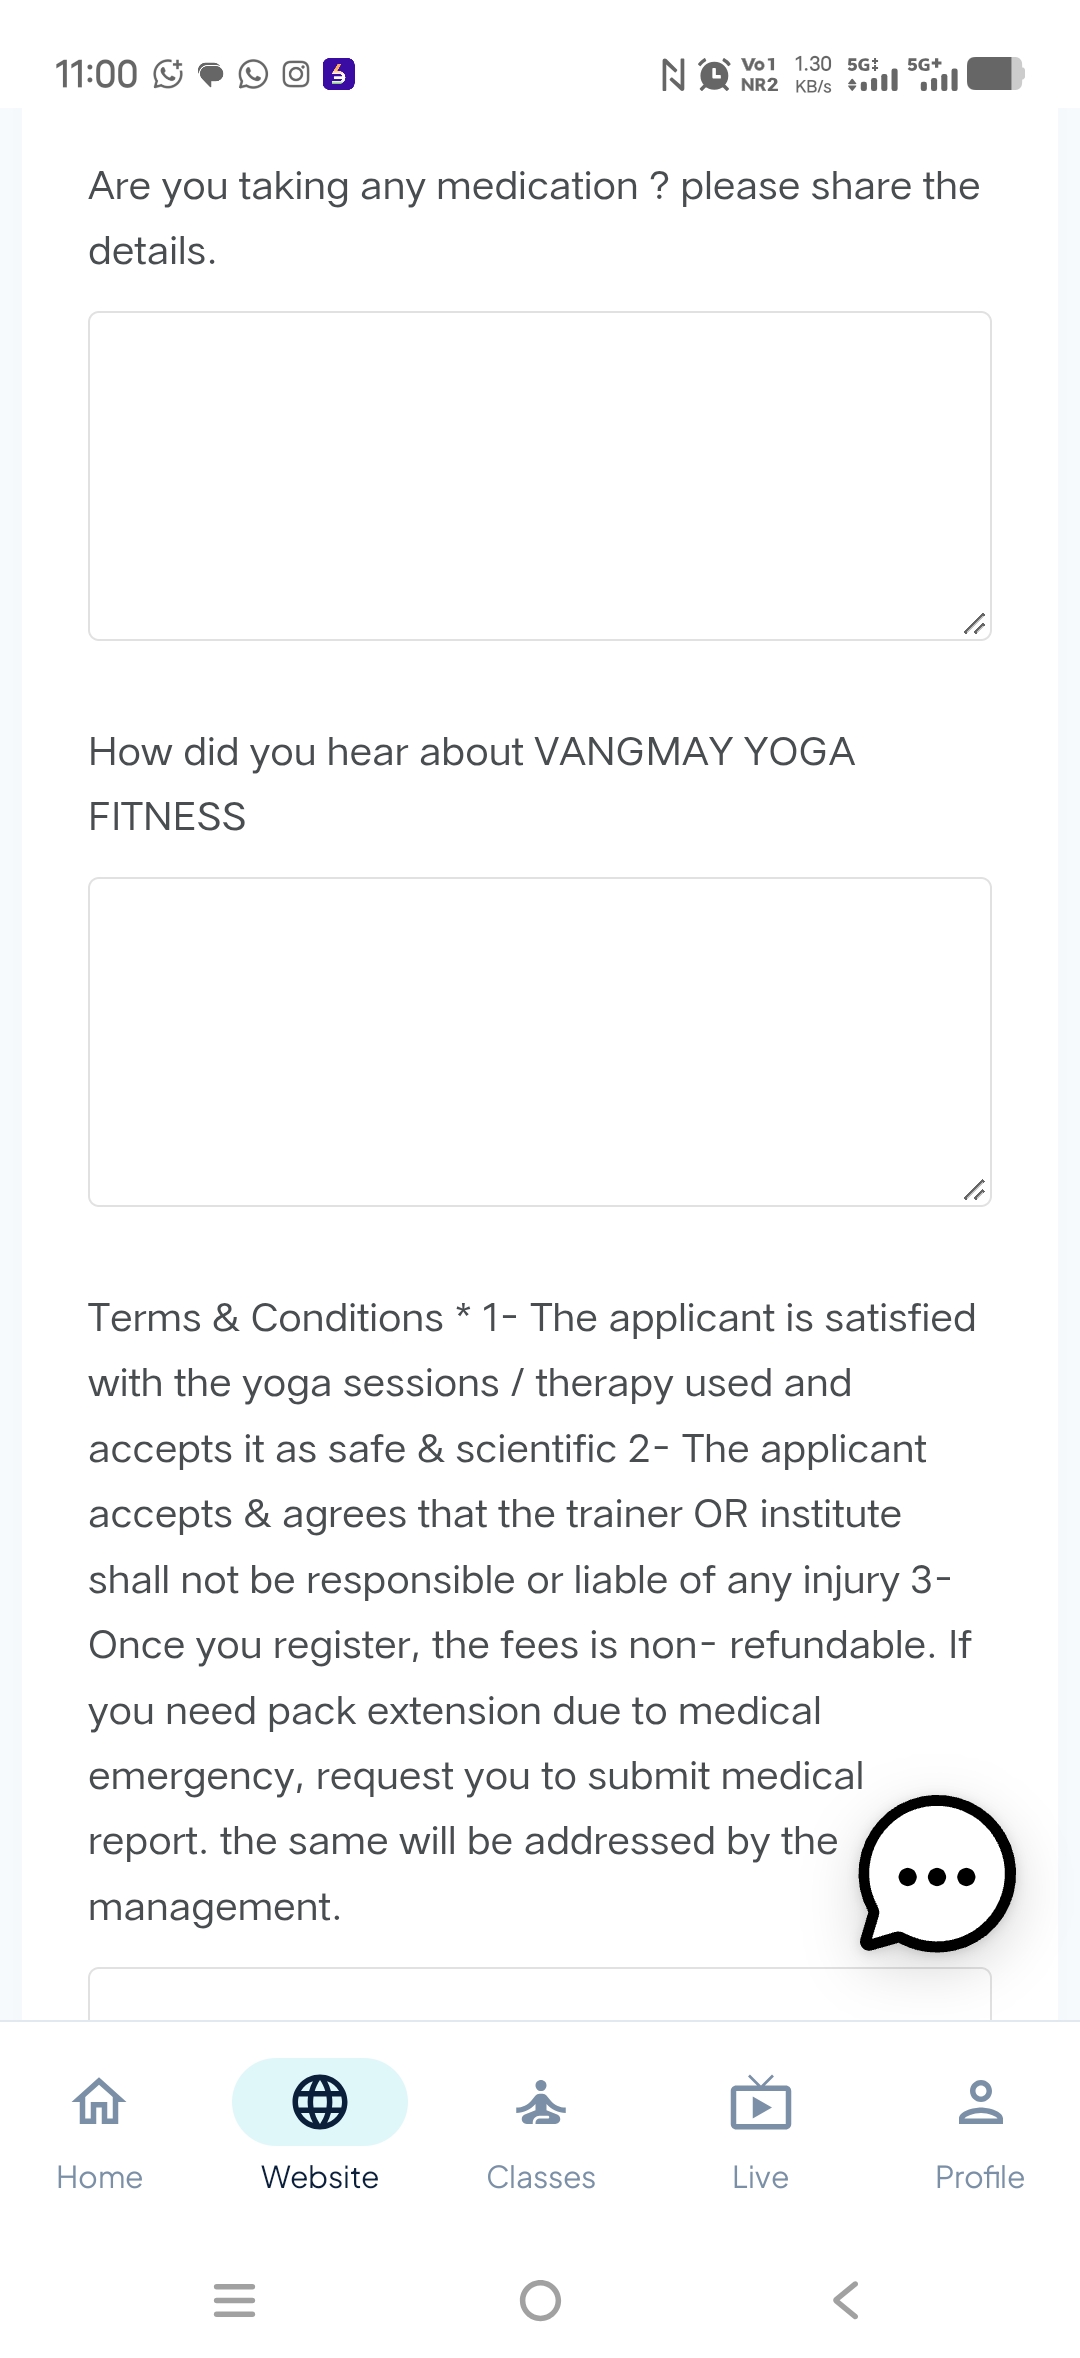 11:00
Vo1
NR2
1.30
KB/s
5G
5G+
Are you taking any medication ? please share the
details.
How did you hear about VANGMAY YOGA
FITNESS
Terms & Conditions * 1- The applicant is satisfied
with the yoga sessions / therapy used and
accepts it as safe & scientific 2- The applicant
accepts & agrees that the trainer OR institute
shall not be responsible or liable of any injury 3-
Once you register, the fees is non- refundable. If
you need pack extension due to medical
emergency, request you to submit medical
report. the same will be addressed by the
management.
Home
Website
Classes
Live
Profile